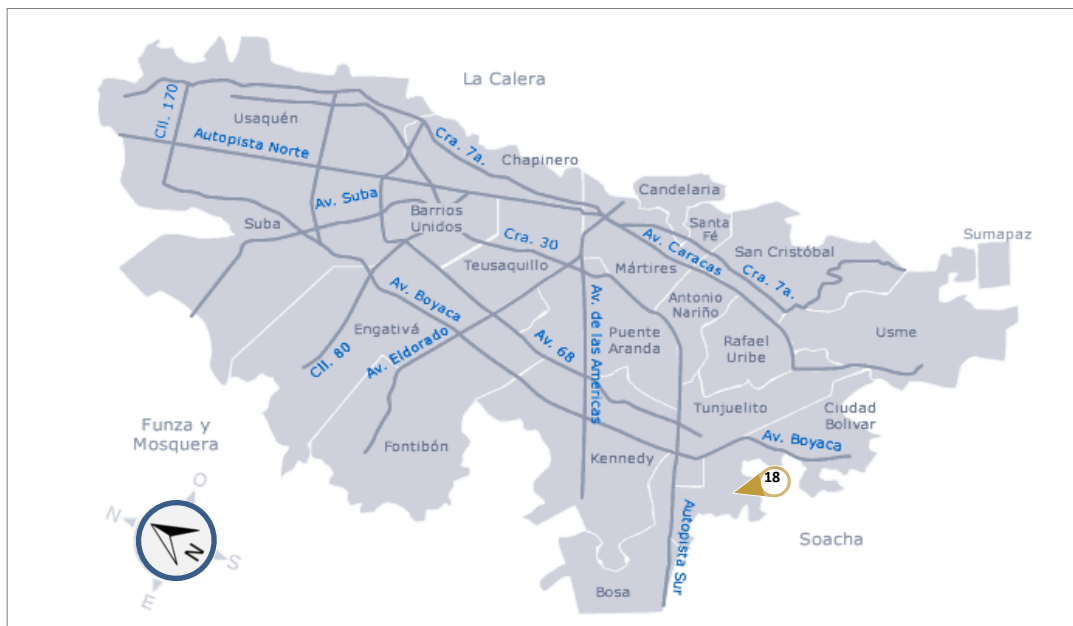 La Calera
Cll. 170
Usaquén
Autopista Norte
Cra. 7a.
Chapinero
Candelaria
Av. Suba
Suba
Barrios
Unidos
Cra. 30
Santa
Fé
Av. Caracas
San Cristóbal
Cra. 7a.
Sumapaz
Teusaquillo
Mártires
Av. Boyaca
Antonio
Nariño
Engativá
Cll. 80
Av. Eldorado
Av. 68
Av. de las Américas
Puente
Aranda
Rafael
Uribe
Usme
Tunjuelito
Ciudad
Bolivar
Av. Boyaca
Funza y
Mosquera
Fontibón
Kennedy
18
Autopista Sur
Soacha
Bosa
O
N
S
E
N